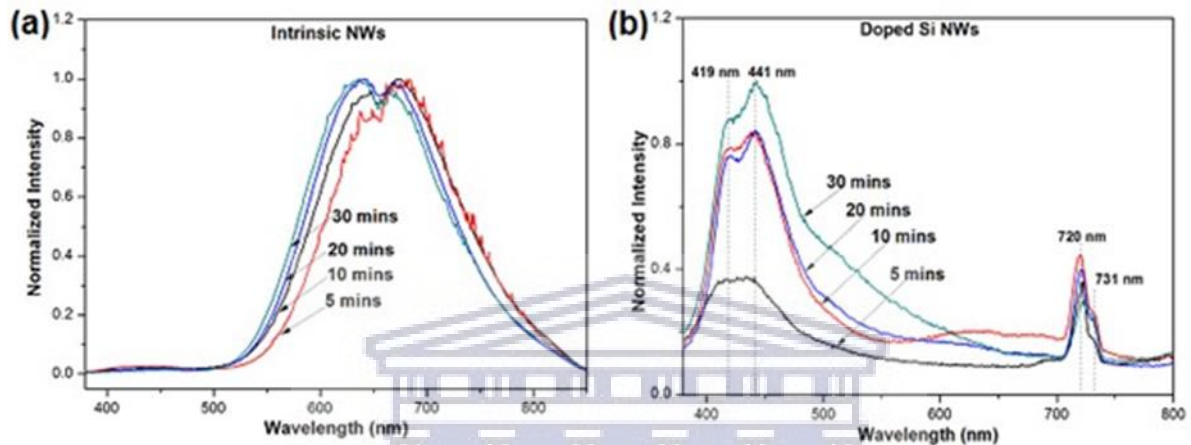 (a)
Intrinsic NWs
1.2
1.0
0.8
0.6
0.4
0.2
0.0
Normalized Intensity
30 mins
20 mins
10 mins
5 mins
400 500 600 700 800
Wavelength (nm)
(b)
Doped Si NWs
1.2
0.8
0.4
0.0
Normalized Intensity
419 nm 441 nm
30 mins
20 mins
10 mins
5 mins
720 nm
731 nm
400 500 600 700 800
Wavelength (nm)